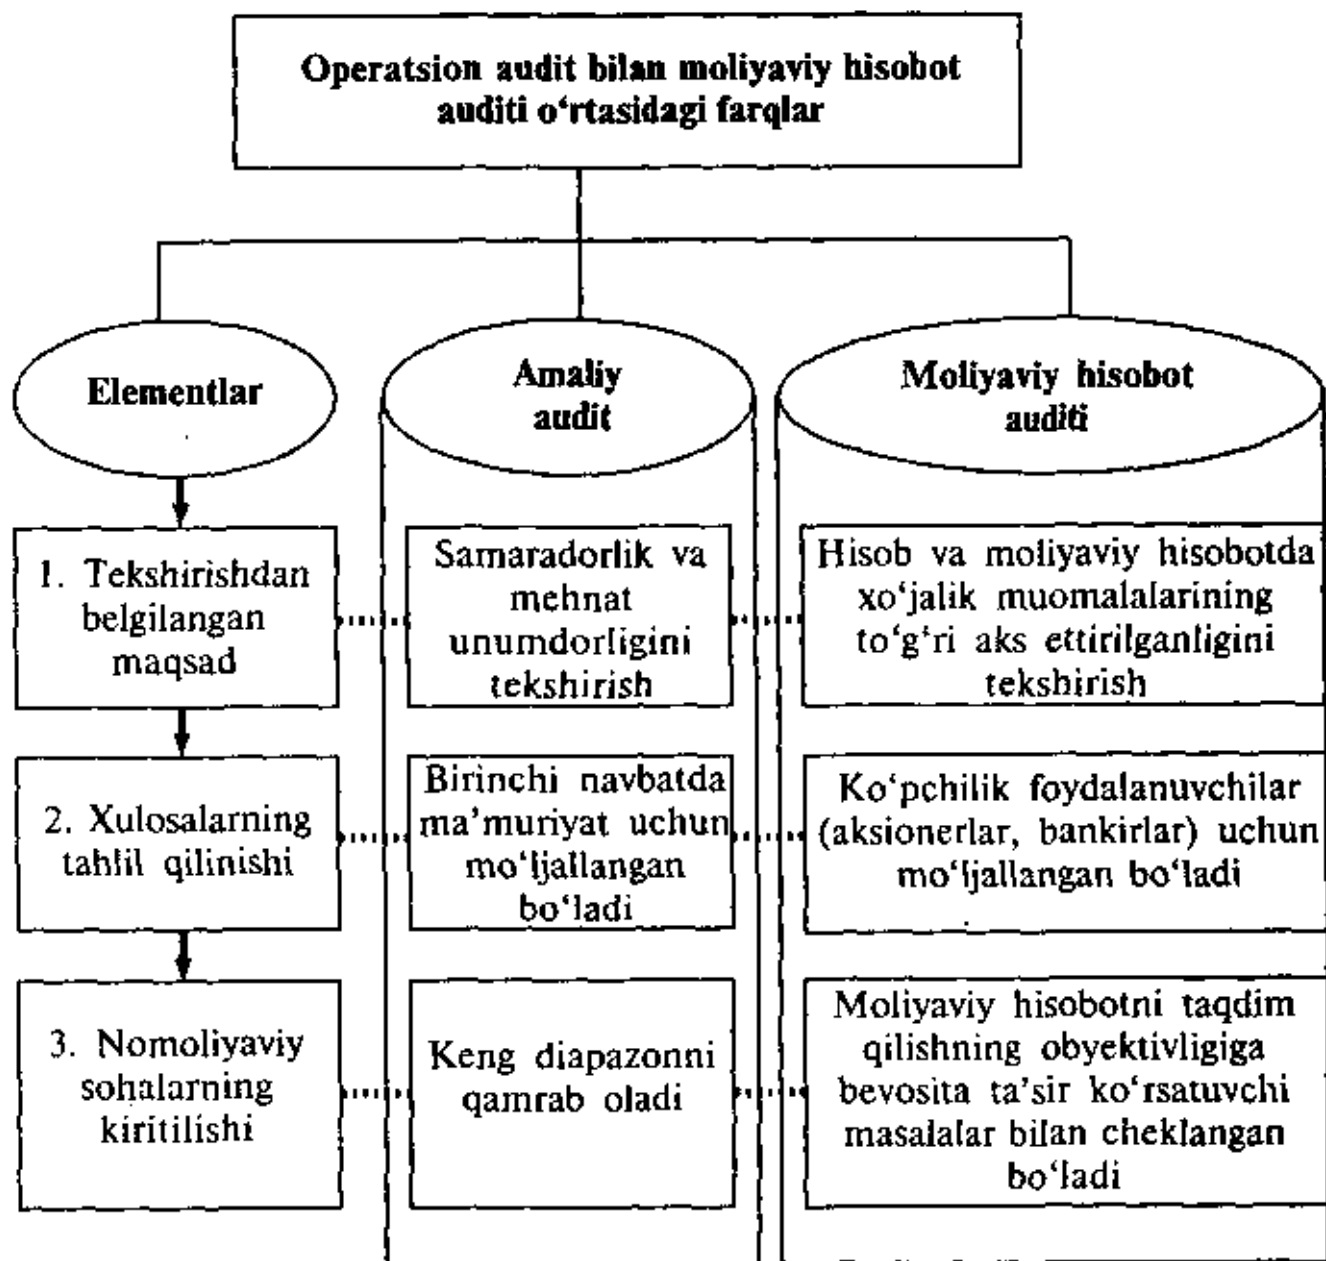 Operatsion audit bilan moliyaviy hisobot
auditi o‘rtasidagi farqlar
Elementlar
Amaliy
audit
Moliyaviy hisobot
auditi
1. Tekshirishdan
belgilangan
maqsad
Samaradorlik va
mehnat
unumdorligini
tekshirish
Hisob va moliyaviy hisobotda
xo‘jalik muomalalarining
to‘g‘ri aks ettirilganligini
tekshirish
2. Xulosalarning
tahlil qilinishi
Birinchi navbatda
ma’muriyat uchun
mo‘ljallangan
bo‘ladi
Ko‘pchilik foydalanuvchilar
(aksionerlar, bankirlar) uchun
mo‘ljallangan bo‘ladi
3. Nomoliyaviy
sohalarning
kiritilishi
Keng diapazonni
qamrab oladi
Moliyaviy hisobotni taqdim
qilishning obyektivligiga
bevosita ta’sir ko‘rsatuvchi
masalalar bilan cheklangan
bo‘ladi